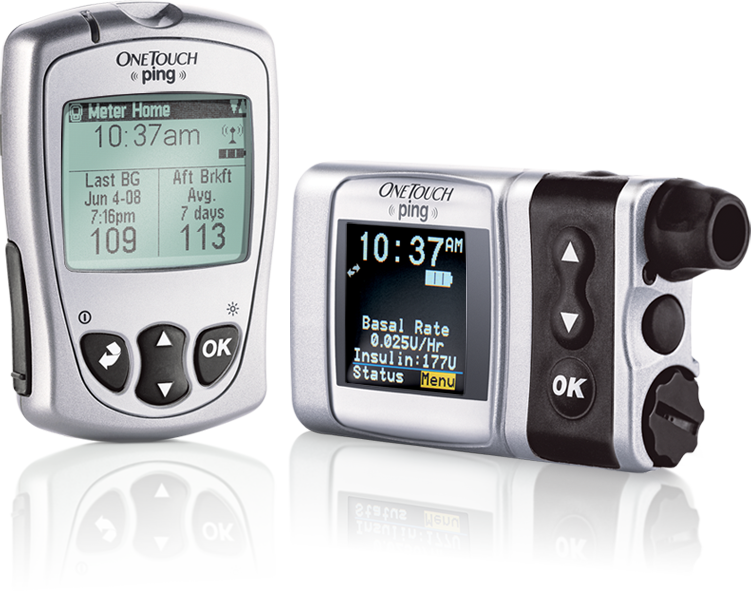 ONETOUCH
ping
Meter Home
10:37am
Last BG
Jun 4-08
7:16pm
109
Aft Brkft
Avg.
7 days
113
OK
ONETOUCH
ping
10:37AM
Basal Rate
0.025U/Hr
Insulin:177U
Status Menu
OK